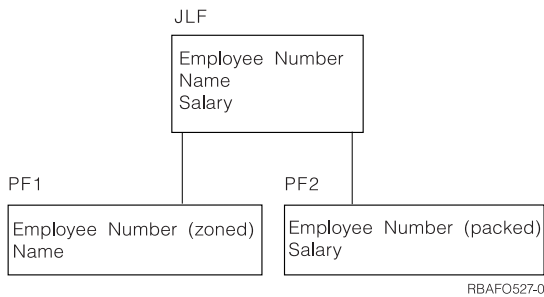 JLF
Employee Number
Name
Salary
PF1
Employee Number (zoned)
Name
PF2
Employee Number (packed)
Salary
RBAFO527-0